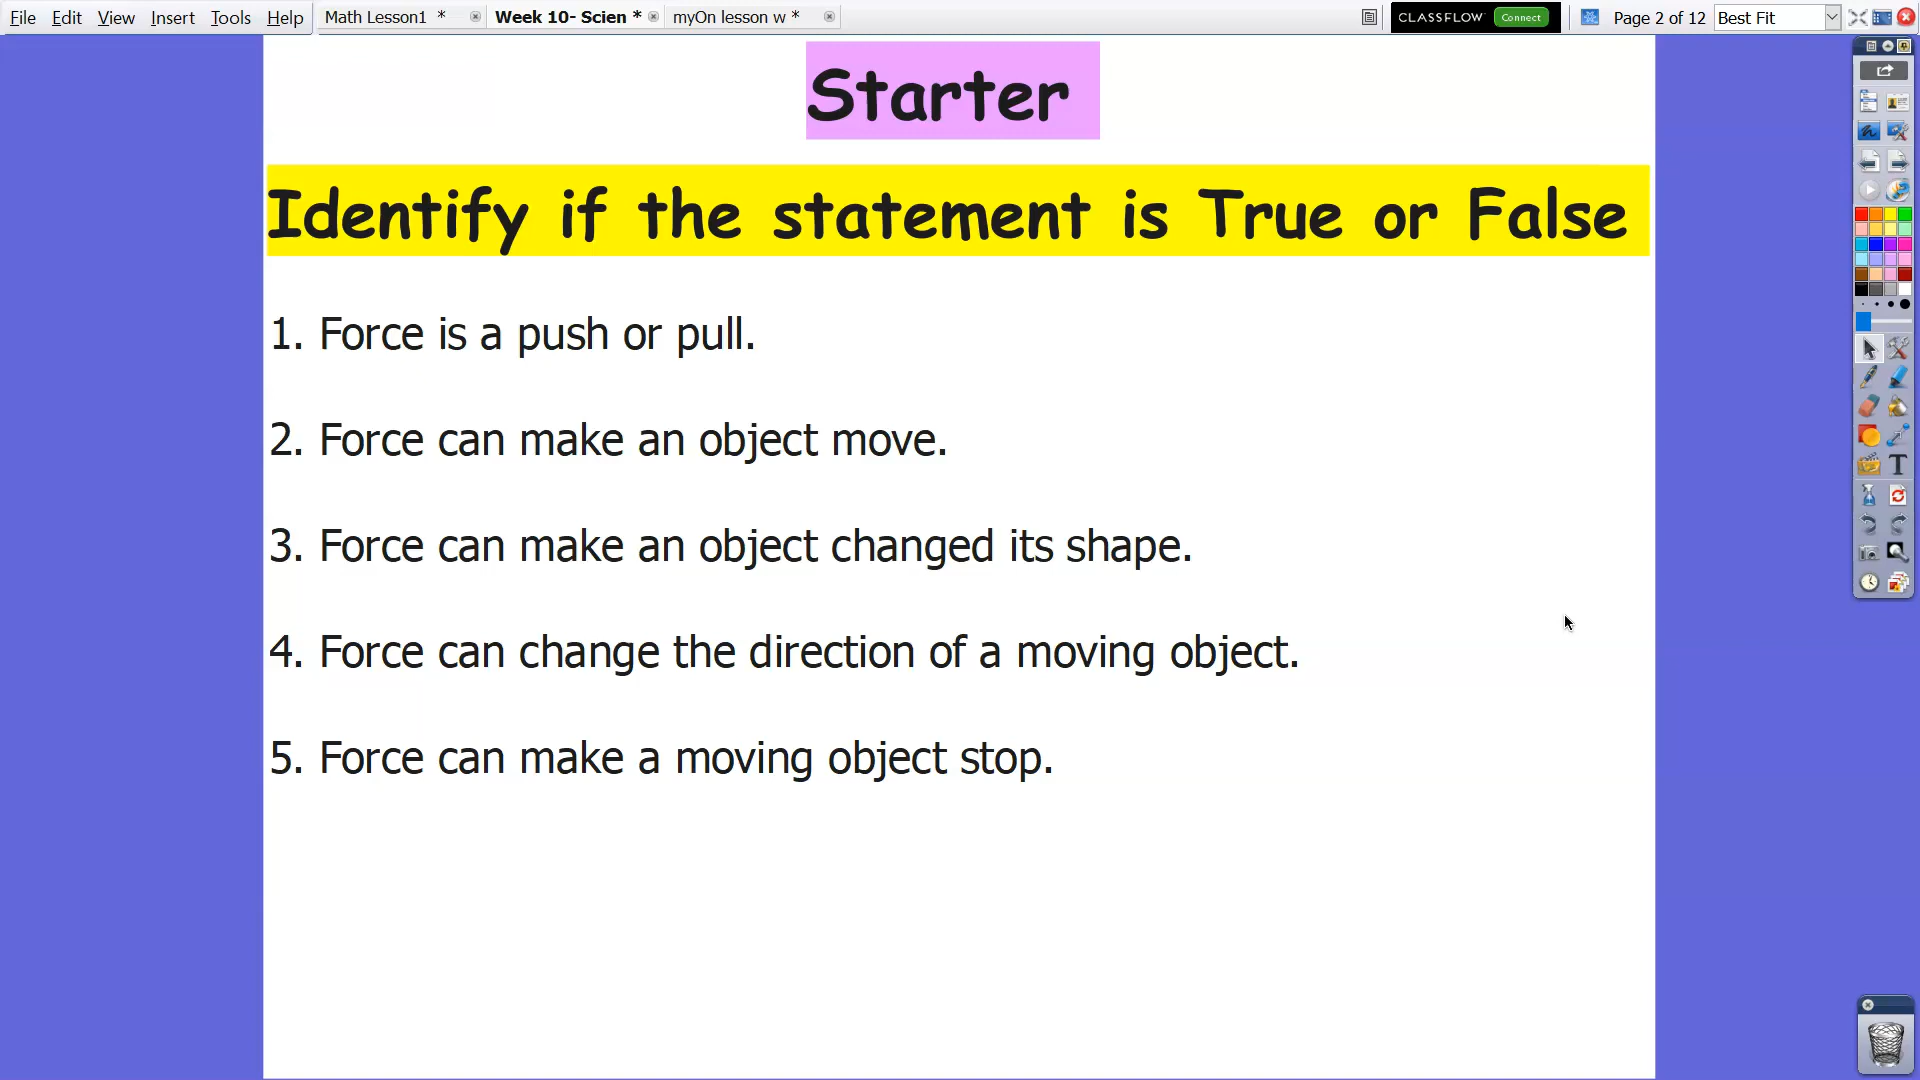 File Edit View Insert Tools Help Math Lesson1 * Week 10- Scien * myOn lesson w * CLASSFLOW Connect Page 2 of 12 Best Fit
Starter
Identify if the statement is True or False
1. Force is a push or pull.
2. Force can make an object move.
3. Force can make an object changed its shape.
4. Force can change the direction of a moving object.
5. Force can make a moving object stop.